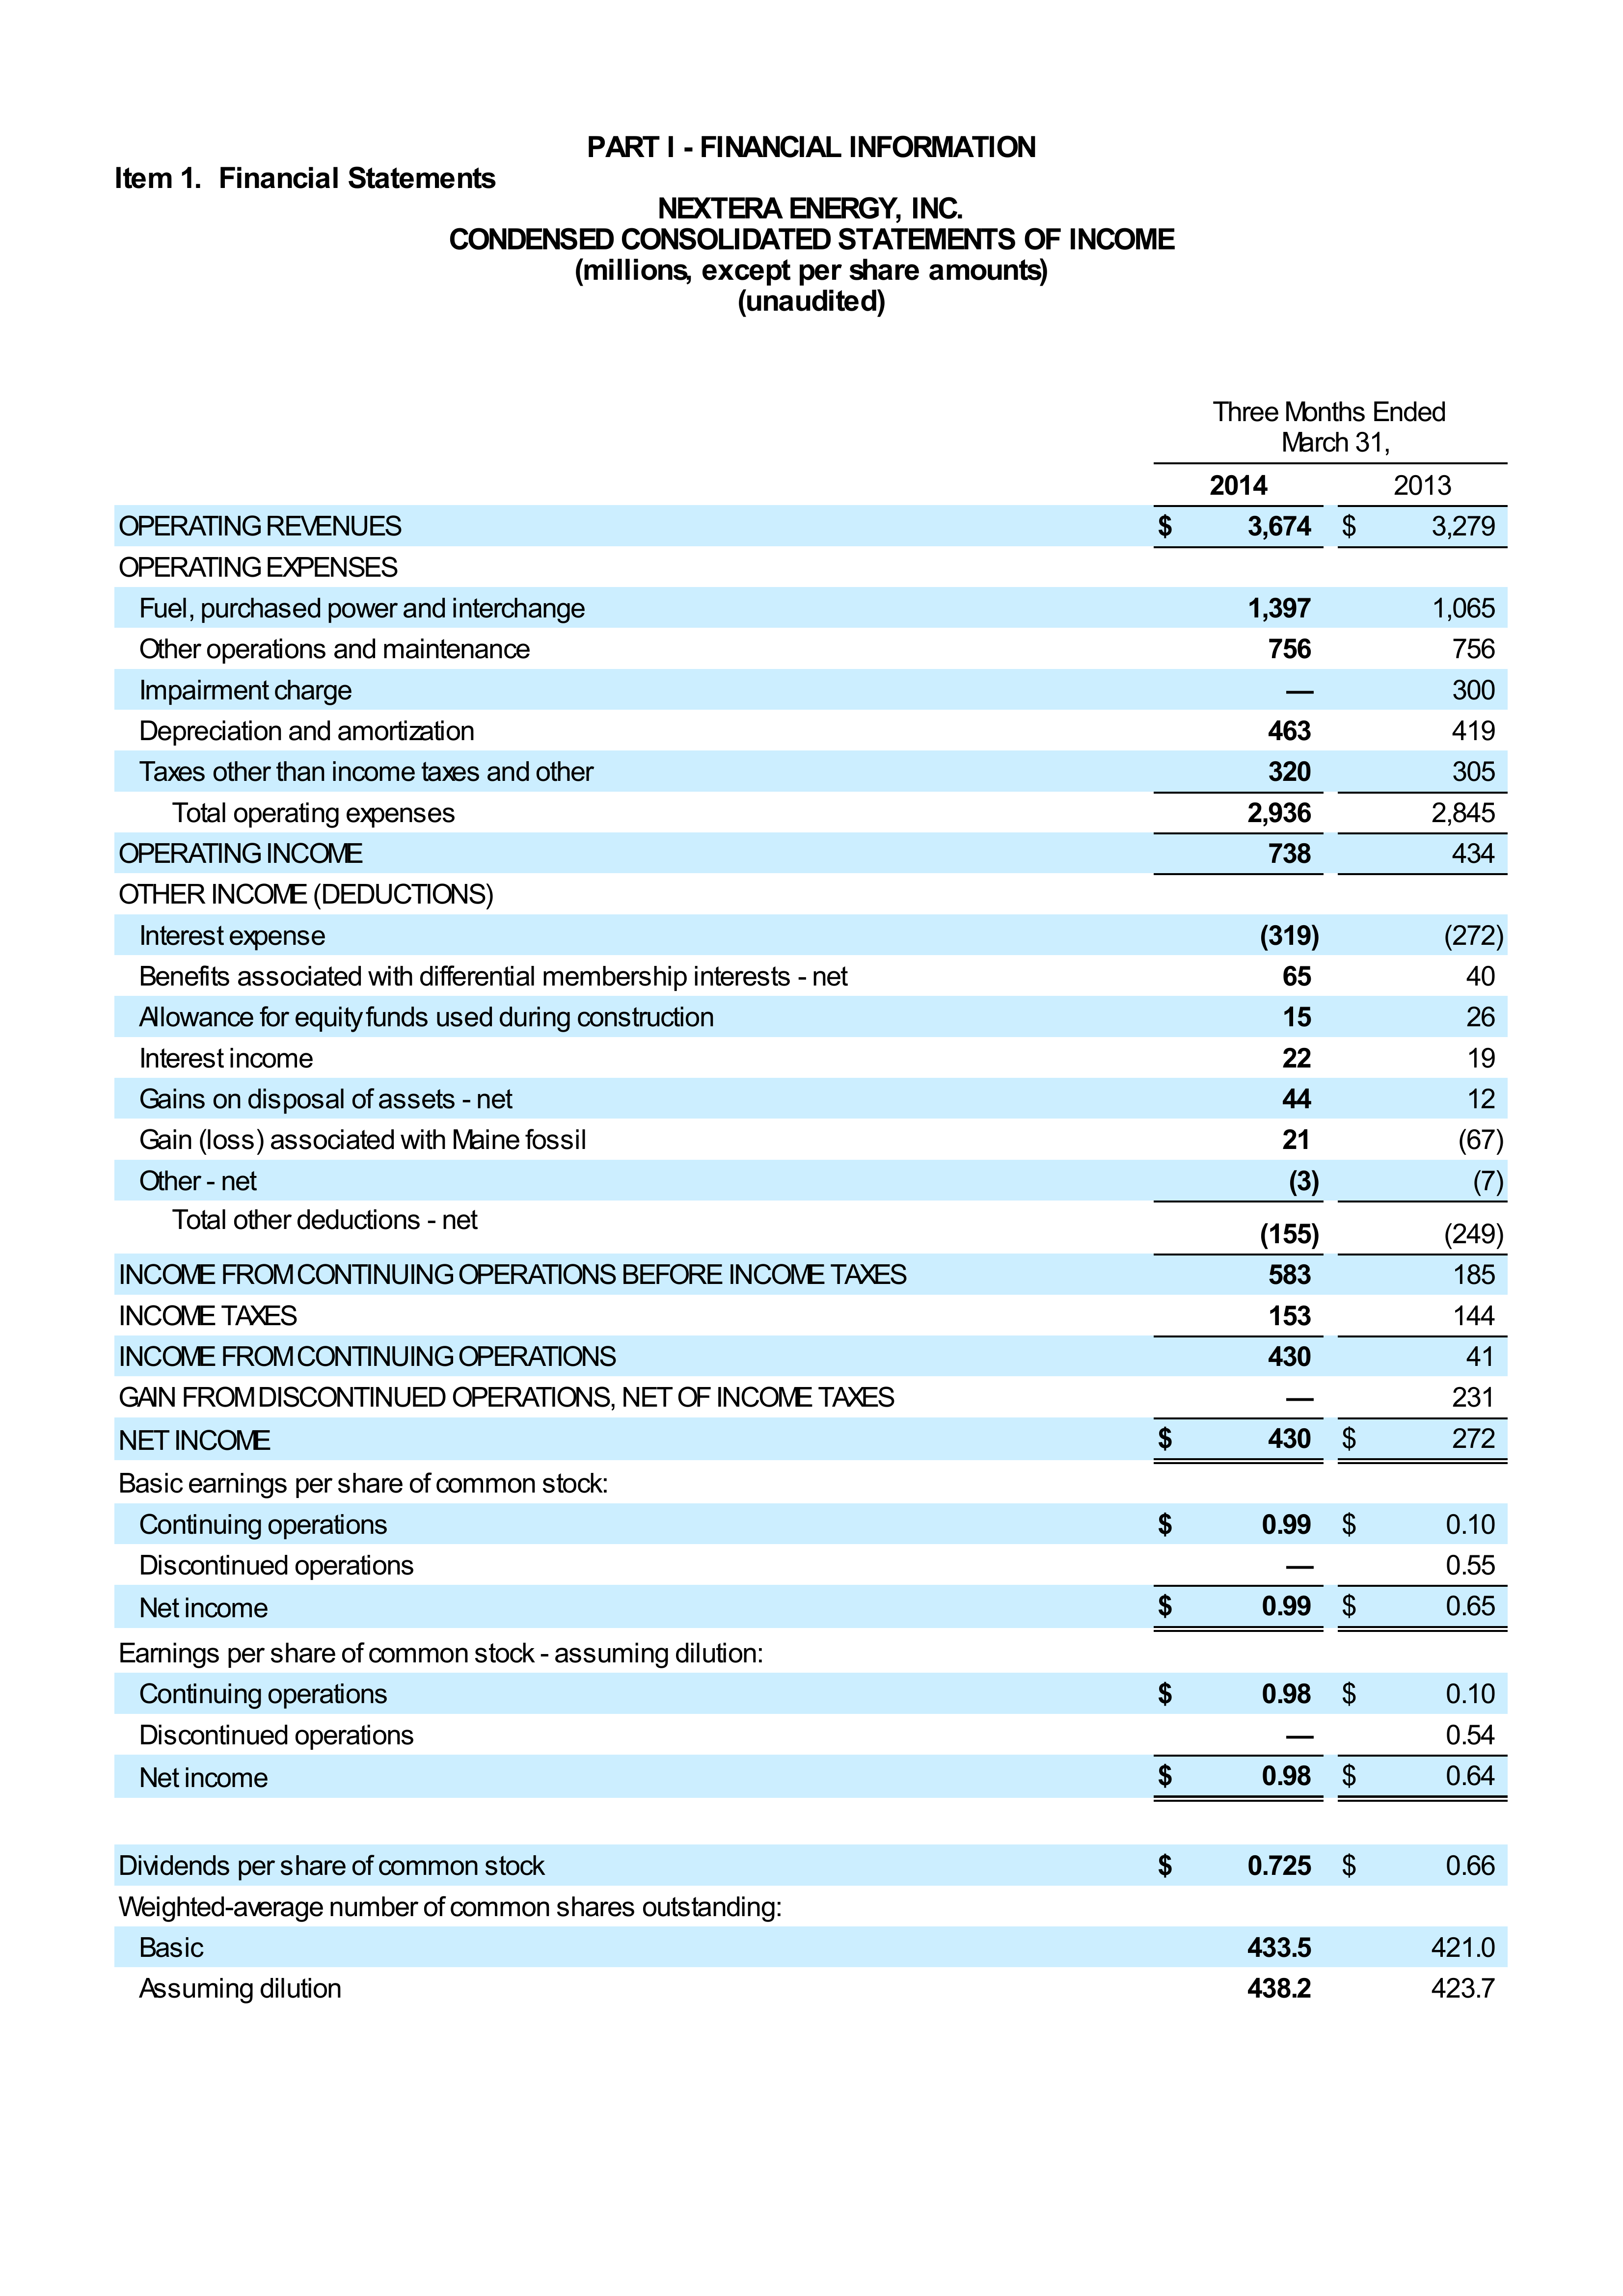 PART I - FINANCIAL INFORMATION
Item 1. Financial Statements
NEXTERA ENERGY, INC.
CONDENSED CONSOLIDATED STATEMENTS OF INCOME
(millions, except per share amounts)
(unaudited)
Three Months Ended
March 31,
2014 2013
OPERATING REVENUES $ 3,674 $ 3,279
OPERATING EXPENSES
Fuel, purchased power and interchange 1,397 1,065
Other operations and maintenance 756 756
Impairment charge — 300
Depreciation and amortization 463 419
Taxes other than income taxes and other 320 305
Total operating expenses 2,936 2,845
OPERATING INCOME 738 434
OTHER INCOME (DEDUCTIONS)
Interest expense (319) (272)
Benefits associated with differential membership interests - net 65 40
Allowance for equity funds used during construction 15 26
Interest income 22 19
Gains on disposal of assets - net 44 12
Gain (loss) associated with Maine fossil 21 (67)
Other - net (3) (7)
Total other deductions - net (155) (249)
INCOME FROM CONTINUING OPERATIONS BEFORE INCOME TAXES 583 185
INCOME TAXES 153 144
INCOME FROM CONTINUING OPERATIONS 430 41
GAIN FROM DISCONTINUED OPERATIONS, NET OF INCOME TAXES — 231
NET INCOME $ 430 $ 272
Basic earnings per share of common stock:
Continuing operations $ 0.99 $ 0.10
Discontinued operations — 0.55
Net income $ 0.99 $ 0.65
Earnings per share of common stock - assuming dilution:
Continuing operations $ 0.98 $ 0.10
Discontinued operations — 0.54
Net income $ 0.98 $ 0.64
Dividends per share of common stock $ 0.725 $ 0.66
Weighted-average number of common shares outstanding:
Basic 433.5 421.0
Assuming dilution 438.2 423.7